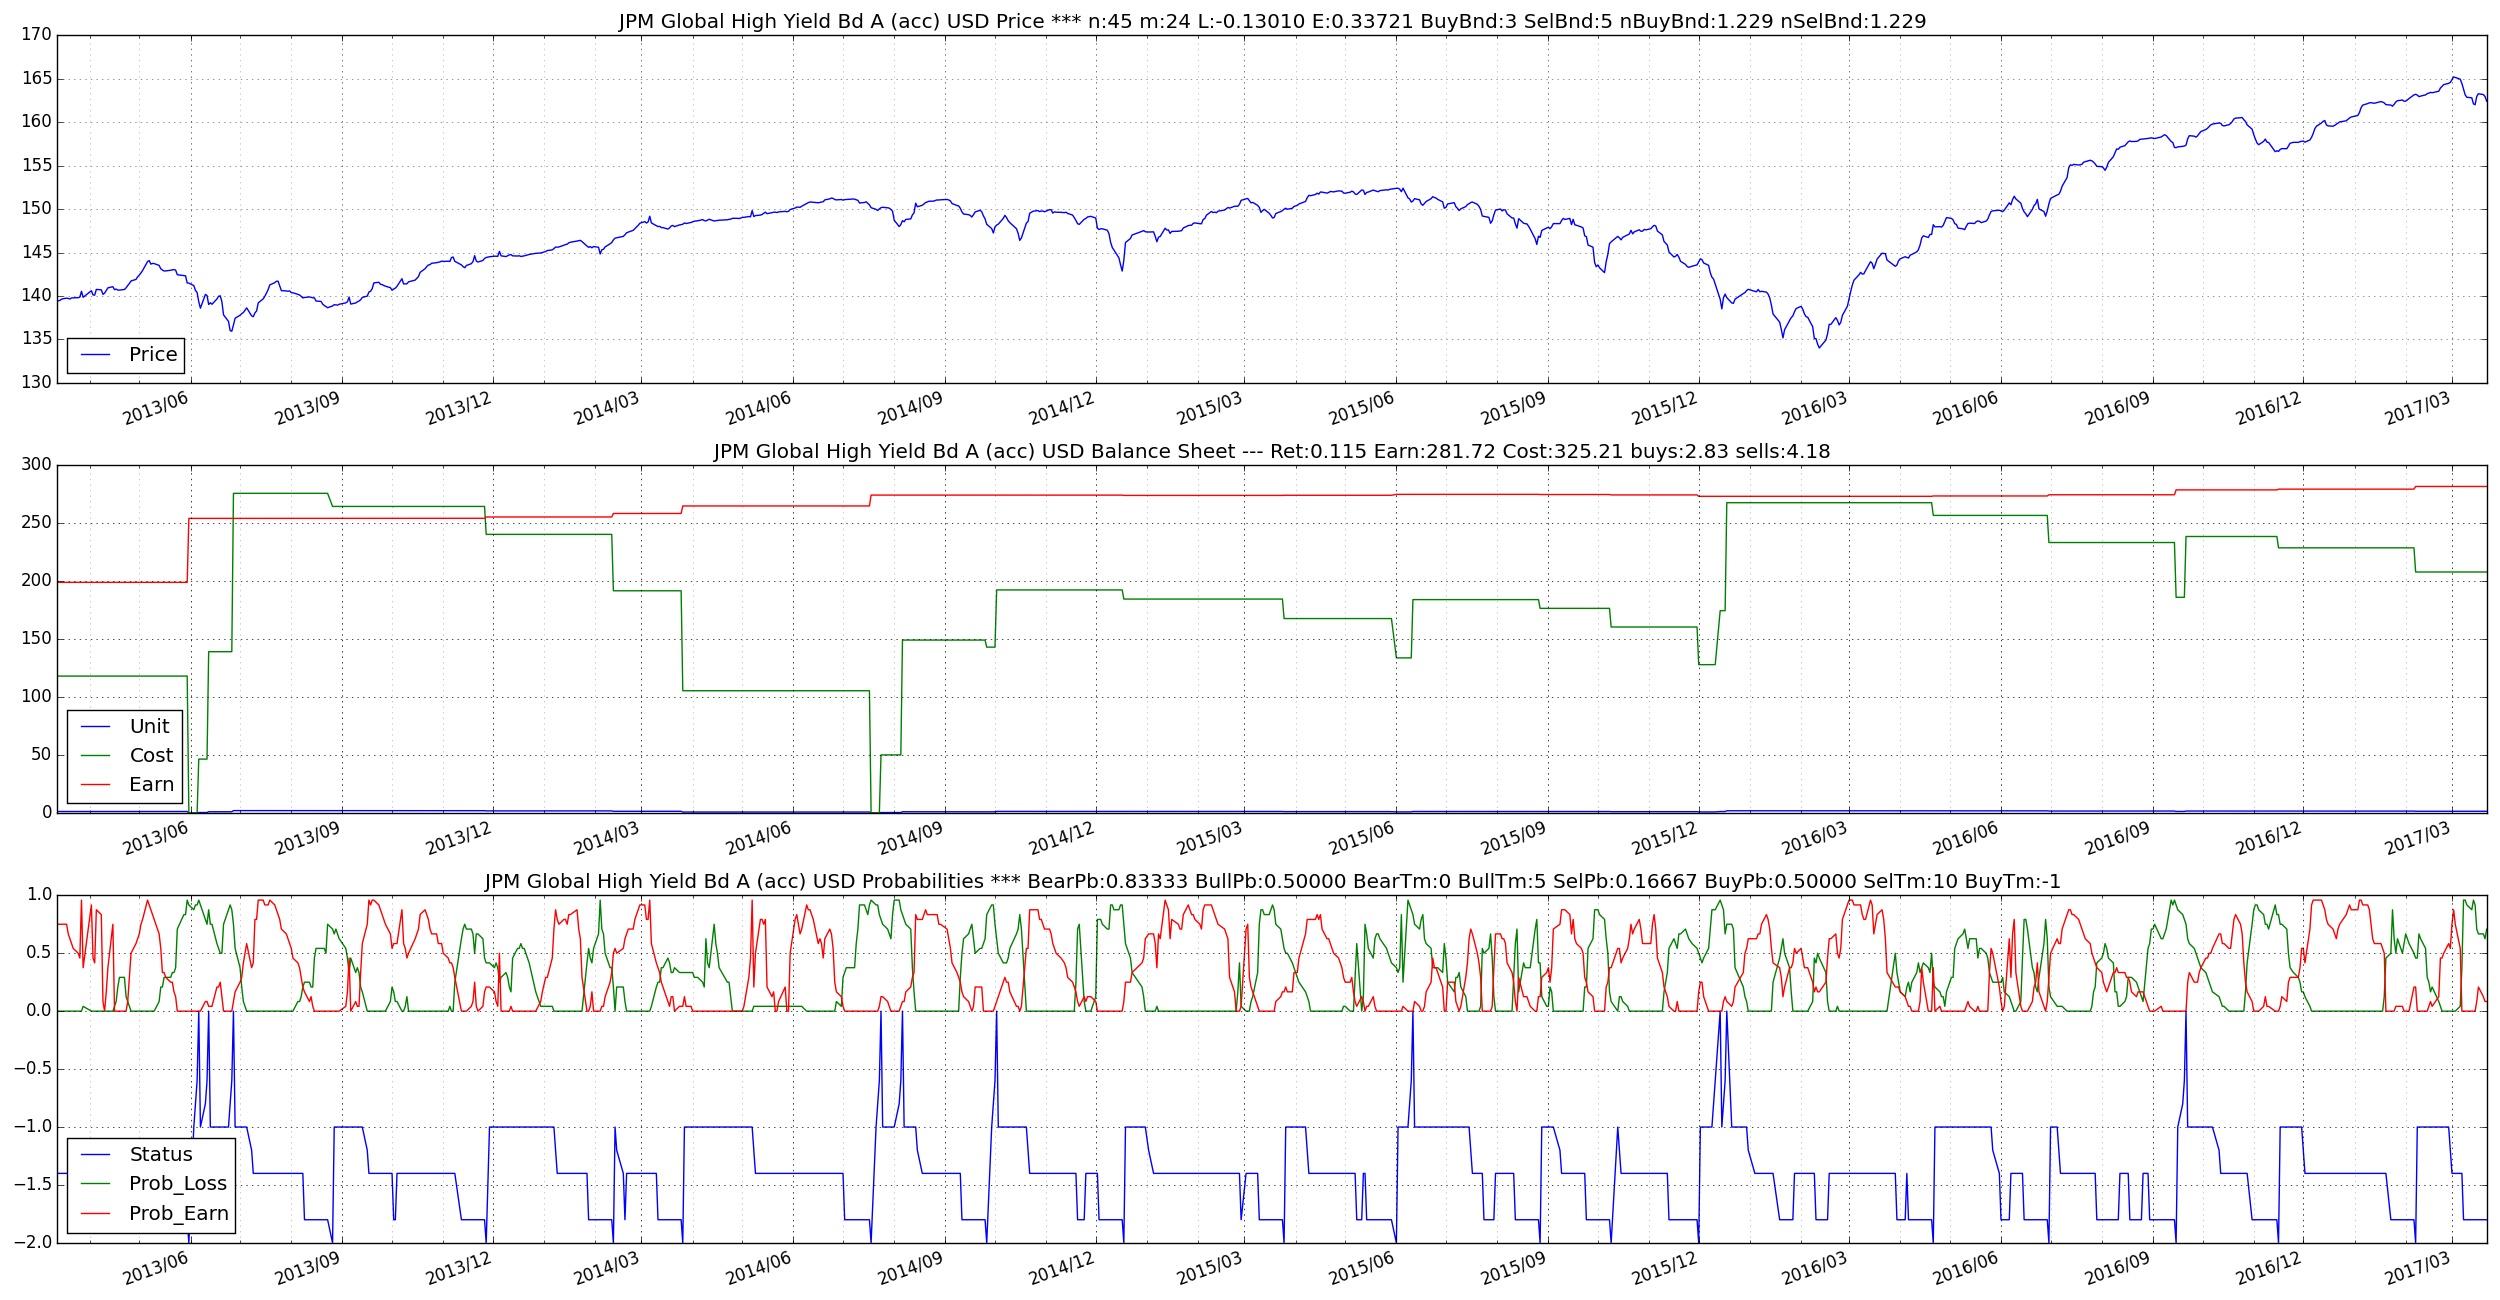 JPM Global High Yield Bd A (acc) USD Price *** n:45 m:24 L:-0.13010 E:0.33721 BuyBnd:3 SelBnd:5 nBuyBnd:1.229 nSelBnd:1.229
170
165
160
155
150
145
140
135
130
Price
2013/06 2013/09 2013/12 2014/03 2014/06 2014/09 2014/12 2015/03 2015/06 2015/09 2015/12 2016/03 2016/06 2016/09 2016/12 2017/03
JPM Global High Yield Bd A (acc) USD Balance Sheet --- Ret:0.115 Earn:281.72 Cost:325.21 buys:2.83 sells:4.18
300
250
200
150
100
50
0
Unit
Cost
Earn
2013/06 2013/09 2013/12 2014/03 2014/06 2014/09 2014/12 2015/03 2015/06 2015/09 2015/12 2016/03 2016/06 2016/09 2016/12 2017/03
JPM Global High Yield Bd A (acc) USD Probabilities *** BearPb:0.83333 BullPb:0.50000 BearTm:0 BullTm:5 SelPb:0.16667 BuyPb:0.50000 SelTm:10 BuyTm:-1
1.0
0.5
0.0
−0.5
−1.0
−1.5
−2.0
Status
Prob_Loss
Prob_Earn
2013/06 2013/09 2013/12 2014/03 2014/06 2014/09 2014/12 2015/03 2015/06 2015/09 2015/12 2016/03 2016/06 2016/09 2016/12 2017/03